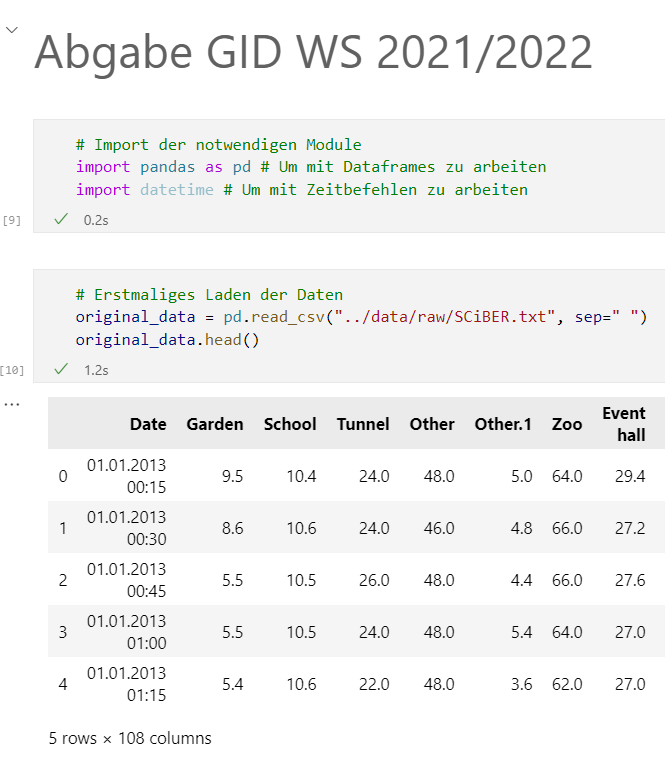 Abgabe GID WS 2021/2022
# Import der notwendigen Module
import pandas as pd # Um mit Dataframes zu arbeiten
import datetime # Um mit Zeitbefehlen zu arbeiten
[9] 0.2s
# Erstmaliges Laden der Daten
original_data = pd.read_csv("../data/raw/SCiBER.txt", sep=" ")
original_data.head()
[10] 1.2s
...
Date Garden School Tunnel Other Other.1 Zoo Event
hall
0 01.01.2013 9.5 10.4 24.0 48.0 5.0 64.0 29.4
00:15
1 01.01.2013 8.6 10.6 24.0 46.0 4.8 66.0 27.2
00:30
2 01.01.2013 5.5 10.5 26.0 48.0 4.4 66.0 27.6
00:45
3 01.01.2013 5.5 10.5 24.0 48.0 5.4 64.0 27.0
01:00
4 01.01.2013 5.4 10.6 22.0 48.0 3.6 62.0 27.0
01:15
5 rows × 108 columns